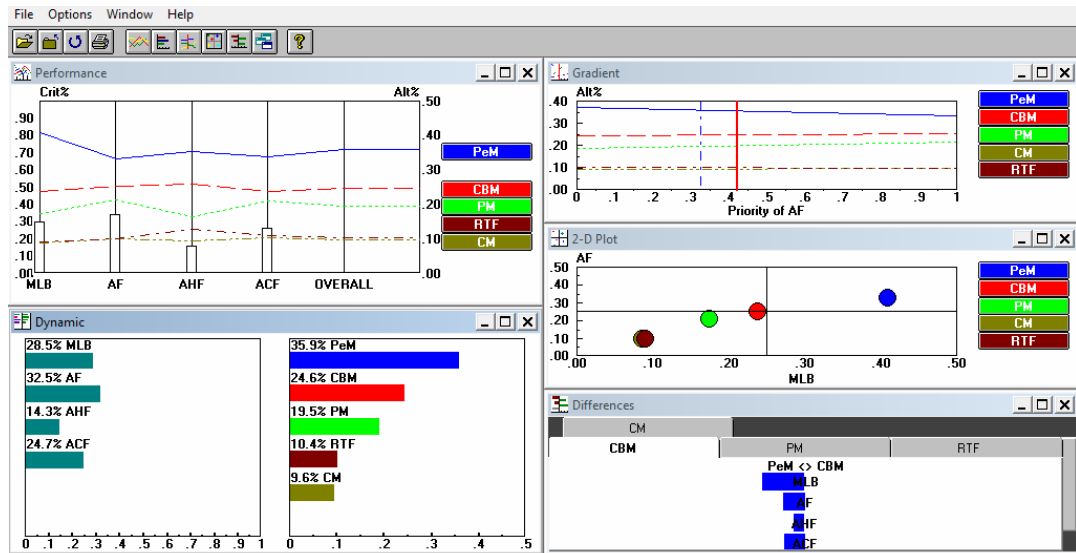 File Options Window Help
?
Performance
Crit% Alt%
.90
.80
.70
.60
.50
.40
.30
.20
.10
.00
.50
.40
.30
.20
.10
.00
PeM
CBM
PM
RTF
CM
MLB AF AHF ACF OVERALL
Dynamic
28.5% MLB
32.5% AF
14.3% AHF
24.7% ACF
0 .1 .2 .3 .4 .5 .6 .7 .8 .9 1
35.9% PeM
24.6% CBM
19.5% PM
10.4% RTF
9.6% CM
0 .1 .2 .3 .4 .5
Gradient
Alt%
.40
.30
.20
.10
.00
0 .1 .2 .3 .4 .5 .6 .7 .8 .9 1
Priority of AF
PeM
CBM
PM
CM
RTF
2-D Plot
AF
.50
.40
.30
.20
.10
.00
.00 .10 .20 .30 .40 .50
MLB
PeM
CBM
PM
CM
RTF
Differences
CM
CBM PM RTF
PeM <> CBM
MLB
AF
AHF
ACF